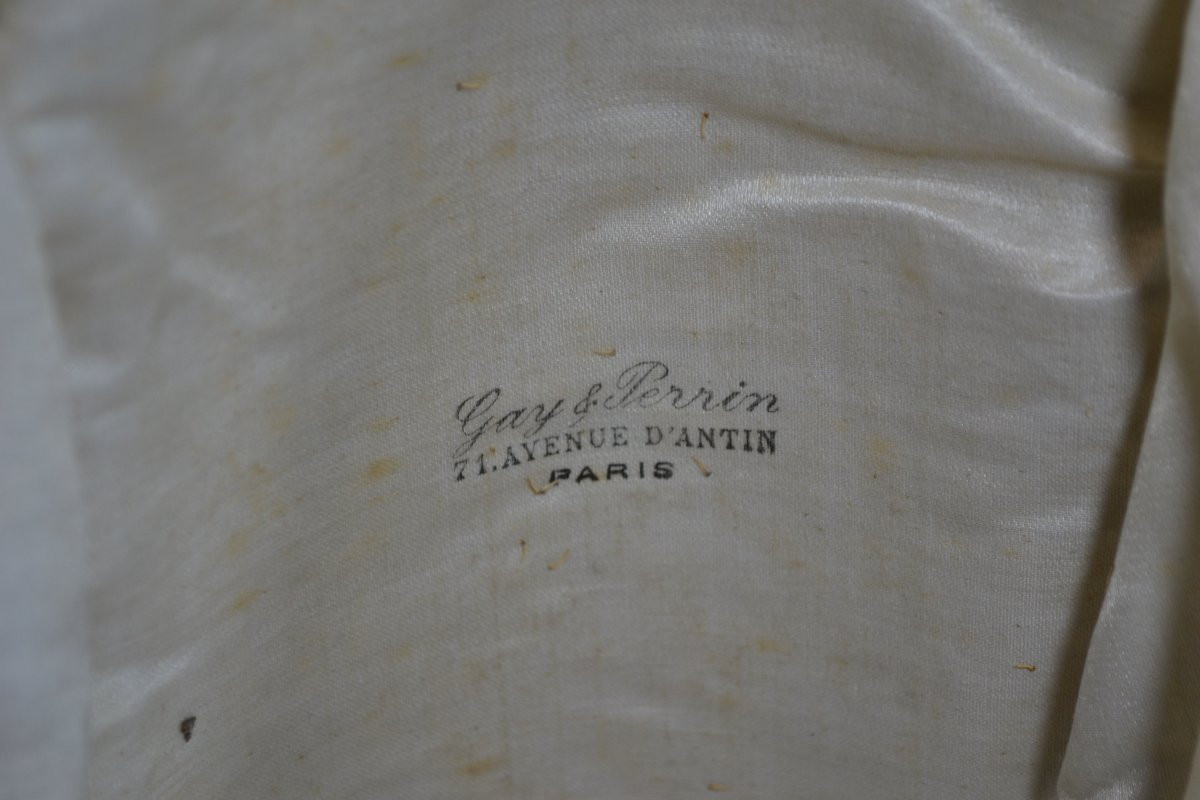 Gay & Perrin
71.AVENUE D'ANTIN
PARIS